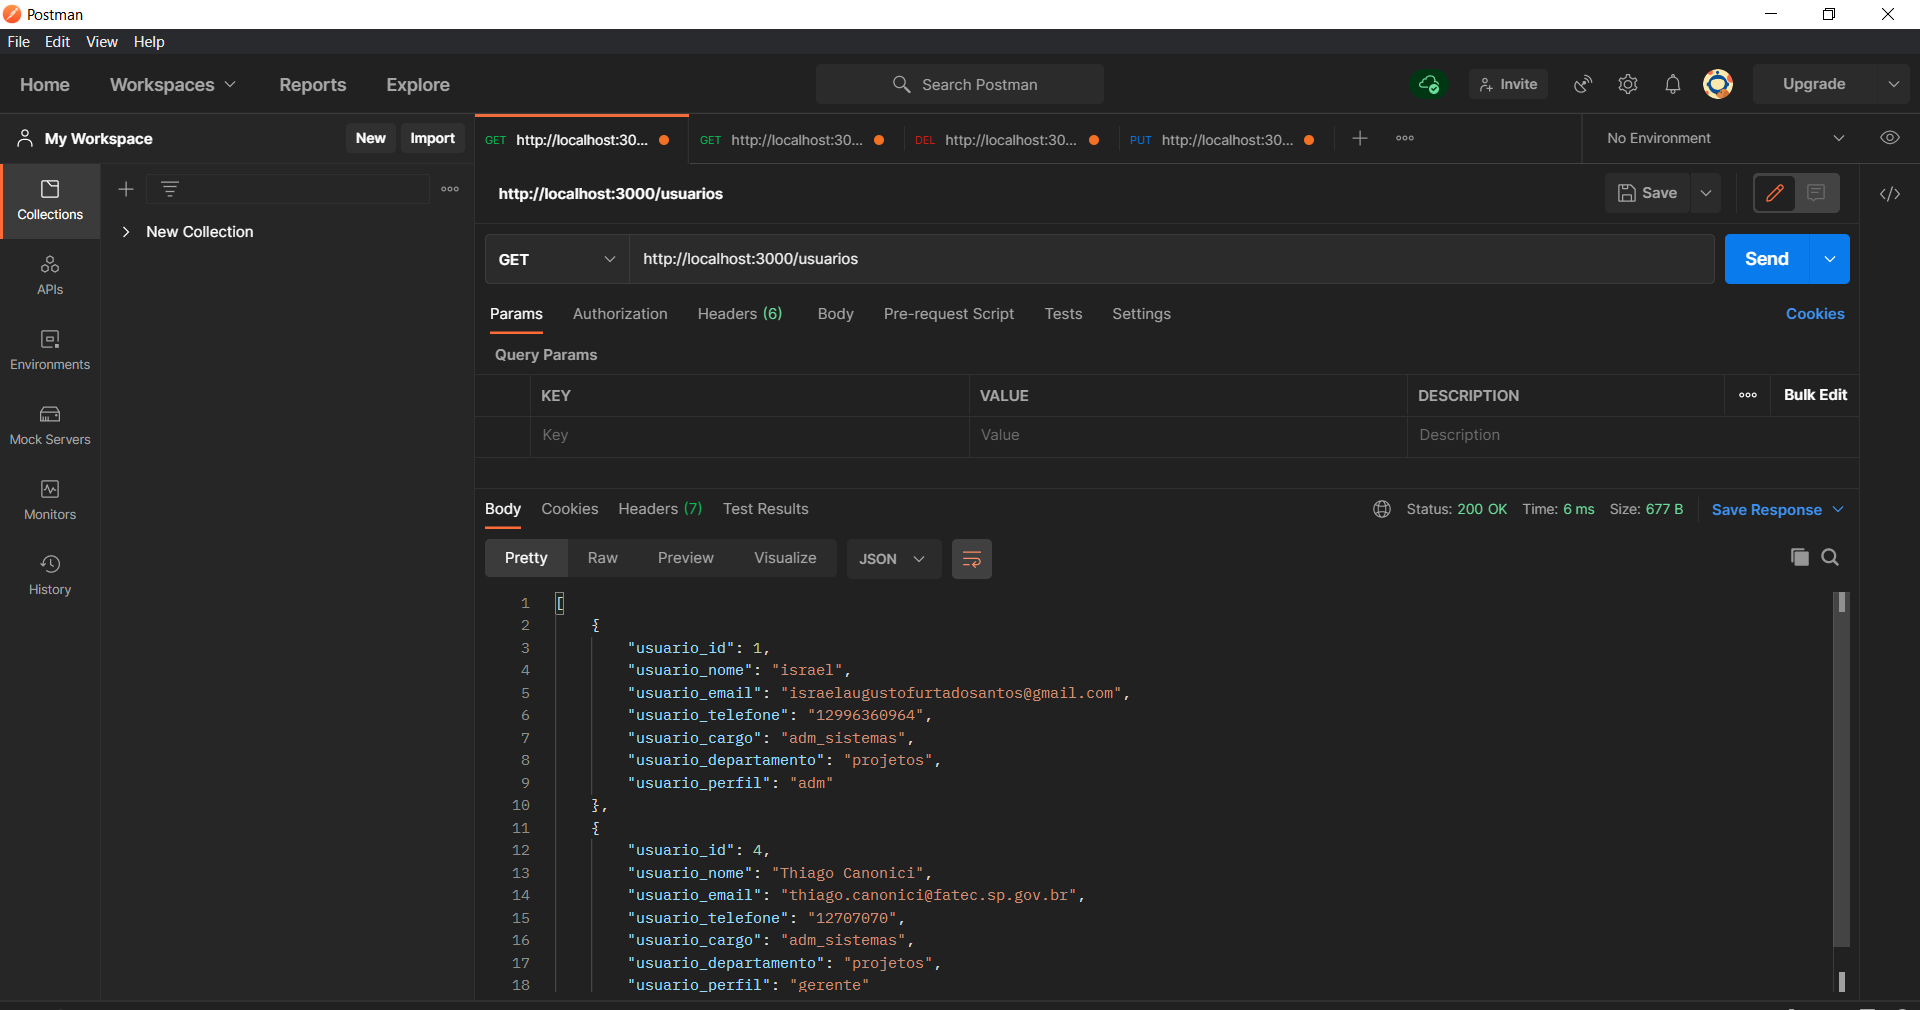 Postman
File Edit View Help
Home Workspaces Reports Explore Search Postman Invite Upgrade
My Workspace New Import GET http://localhost:30... GET http://localhost:30... DEL http://localhost:30... PUT http://localhost:30... No Environment
Collections
APIs
Environments
Mock Servers
Monitors
History
New Collection
http://localhost:3000/usuarios Save
GET http://localhost:3000/usuarios Send
Params Authorization Headers (6) Body Pre-request Script Tests Settings Cookies
Query Params
KEY VALUE DESCRIPTION Bulk Edit
Key Value Description
Body Cookies Headers (7) Test Results Status: 200 OK Time: 6 ms Size: 677 B Save Response
Pretty Raw Preview Visualize JSON
1 [
2 {
3 "usuario_id": 1,
4 "usuario_nome": "israel",
5 "usuario_email": "israelaugustofurtadosantos@gmail.com",
6 "usuario_telefone": "12996360964",
7 "usuario_cargo": "adm_sistemas",
8 "usuario_departamento": "projetos",
9 "usuario_perfil": "adm"
10 },
11 {
12 "usuario_id": 4,
13 "usuario_nome": "Thiago Canonici",
14 "usuario_email": "thiago.canonici@fatec.sp.gov.br",
15 "usuario_telefone": "12707070",
16 "usuario_cargo": "adm_sistemas",
17 "usuario_departamento": "projetos",
18 "usuario_perfil": "gerente"